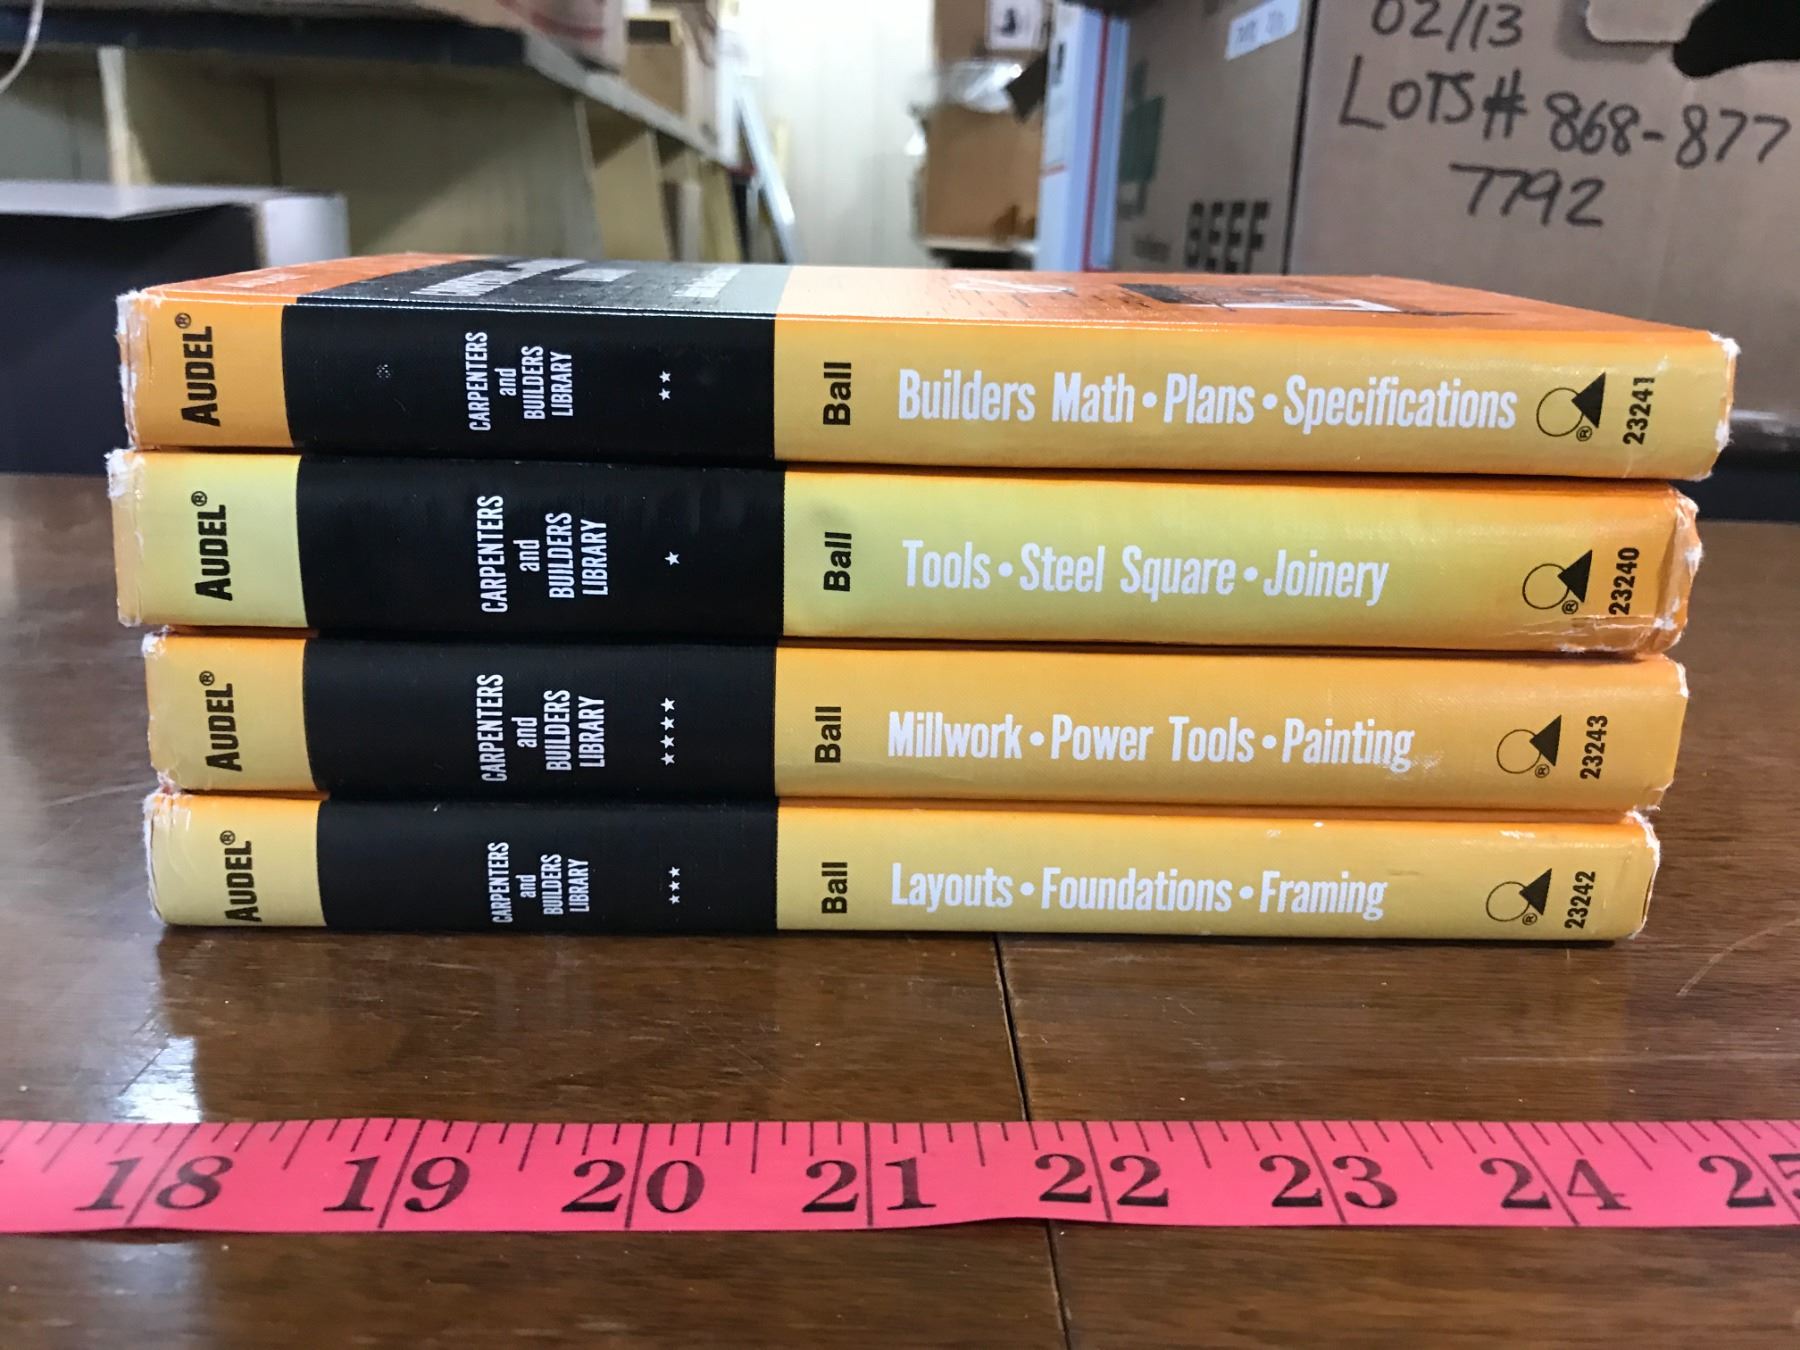 02/13
LOTS# 868-877
7792
BEEF
AUDEL®
CARPENTERS
and
BUILDERS
LIBRARY
★★
Ball
Builders Math • Plans • Specifications
®
23241
AUDEL®
CARPENTERS
and
BUILDERS
LIBRARY
★
Ball
Tools • Steel Square • Joinery
®
23240
AUDEL®
CARPENTERS
and
BUILDERS
LIBRARY
★★★★
Ball
Millwork • Power Tools • Painting
®
23243
AUDEL®
CARPENTERS
and
BUILDERS
LIBRARY
★★★
Ball
Layouts • Foundations • Framing
®
23242
18 19 20 21 22 23 24 25